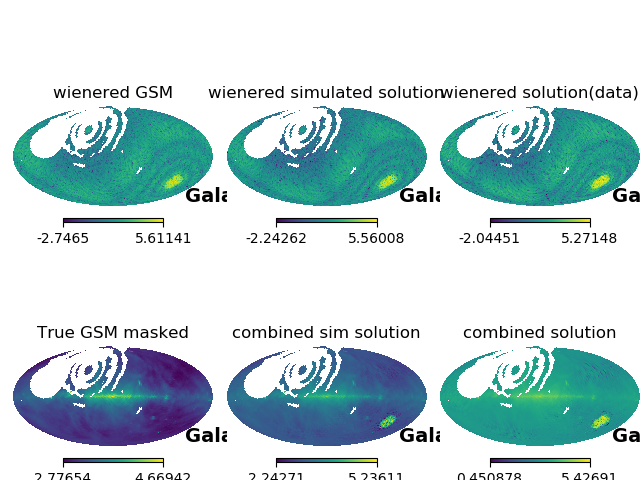 wienered GSM wienered simulated solution wienered solution(data)
Gala Gala Ga
-2.7465 5.61141 -2.24262 5.56008 -2.04451 5.27148
True GSM masked combined sim solution combined solution
Gala Gala Ga
2.77654 4.66942 2.24271 5.23611 0.450878 5.42691